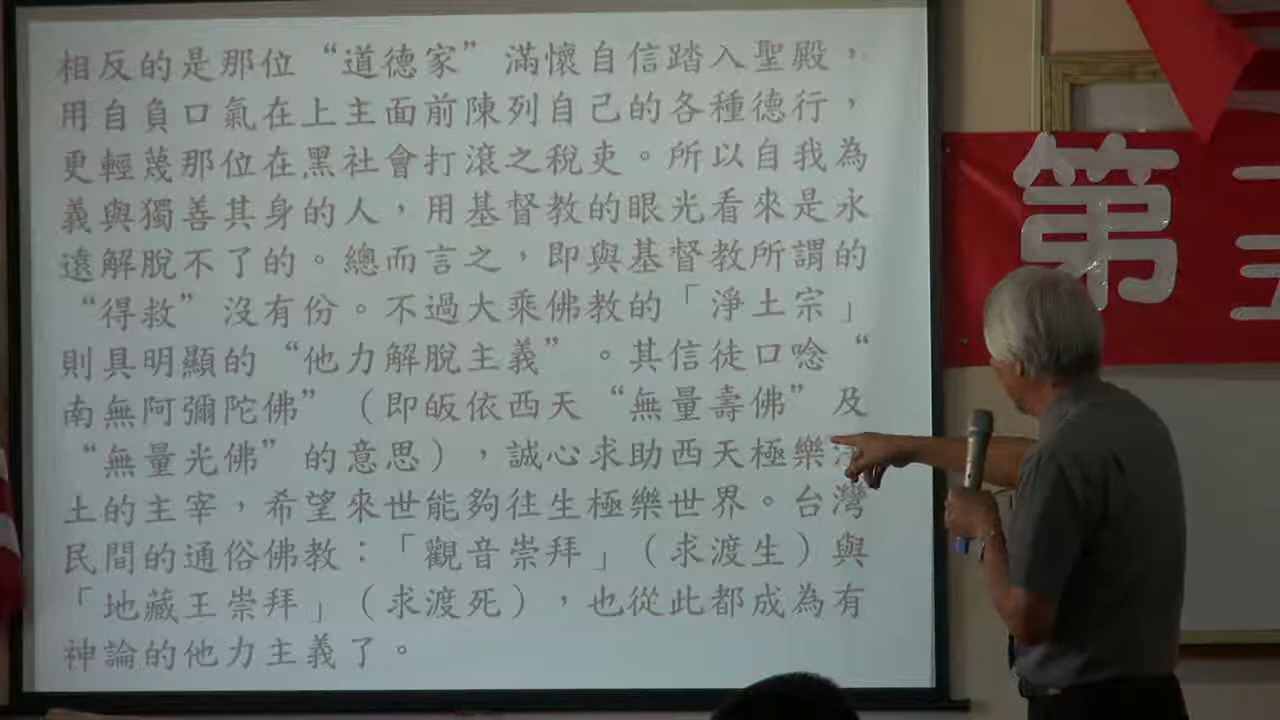 相反的是那位“道德家”滿懷自信踏入聖殿，
用自負口氣在上主面前陳列自己的各種德行，
更輕蔑那位在黑社會打滾之稅吏。所以自我為
義與獨善其身的人，用基督教的眼光看來是永
遠解脫不了的。總而言之，即與基督教所謂的
“得救”沒有份。不過大乘佛教的「淨土宗」
則具明顯的“他力解脫主義”。其信徒口唸“
南無阿彌陀佛”（即皈依西天“無量壽佛”及
“無量光佛”的意思），誠心求助西天極樂
土的主宰，希望來世能夠往生極樂世界。台灣
民間的通俗佛教：「觀音崇拜」（求渡生）與
「地藏王崇拜」（求渡死），也從此都成為有
神論的他力主義了。
第